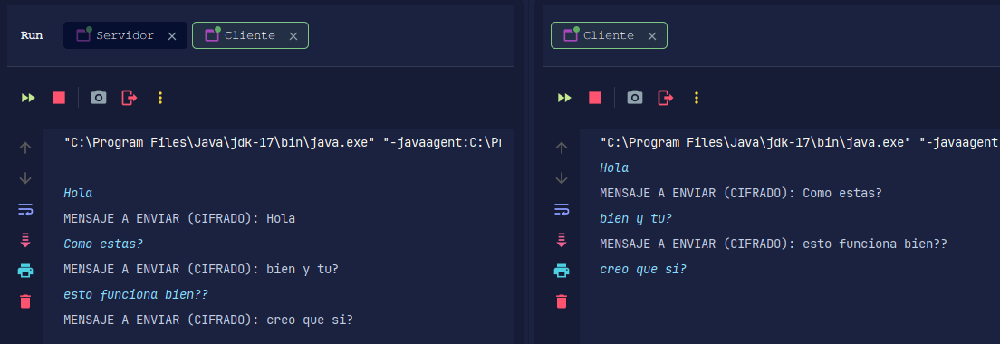 Run Servidor Cliente
"C:\Program Files\Java\jdk-17\bin\java.exe" "-javaagent:C:\Pr
Hola
MENSAJE A ENVIAR (CIFRADO): Hola
Como estas?
MENSAJE A ENVIAR (CIFRADO): bien y tu?
esto funciona bien??
MENSAJE A ENVIAR (CIFRADO): creo que si?
Cliente
"C:\Program Files\Java\jdk-17\bin\java.exe" "-javaagent
Hola
MENSAJE A ENVIAR (CIFRADO): Como estas?
bien y tu?
MENSAJE A ENVIAR (CIFRADO): esto funciona bien??
creo que si?